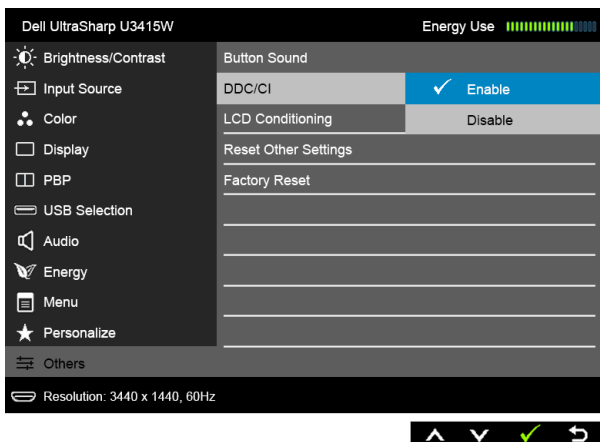 Dell UltraSharp U3415W Energy Use
Brightness/Contrast Button Sound
Input Source DDC/CI Enable
Color LCD Conditioning Disable
Display Reset Other Settings
PBP Factory Reset
USB Selection
Audio
Energy
Menu
Personalize
Others
Resolution: 3440 x 1440, 60Hz